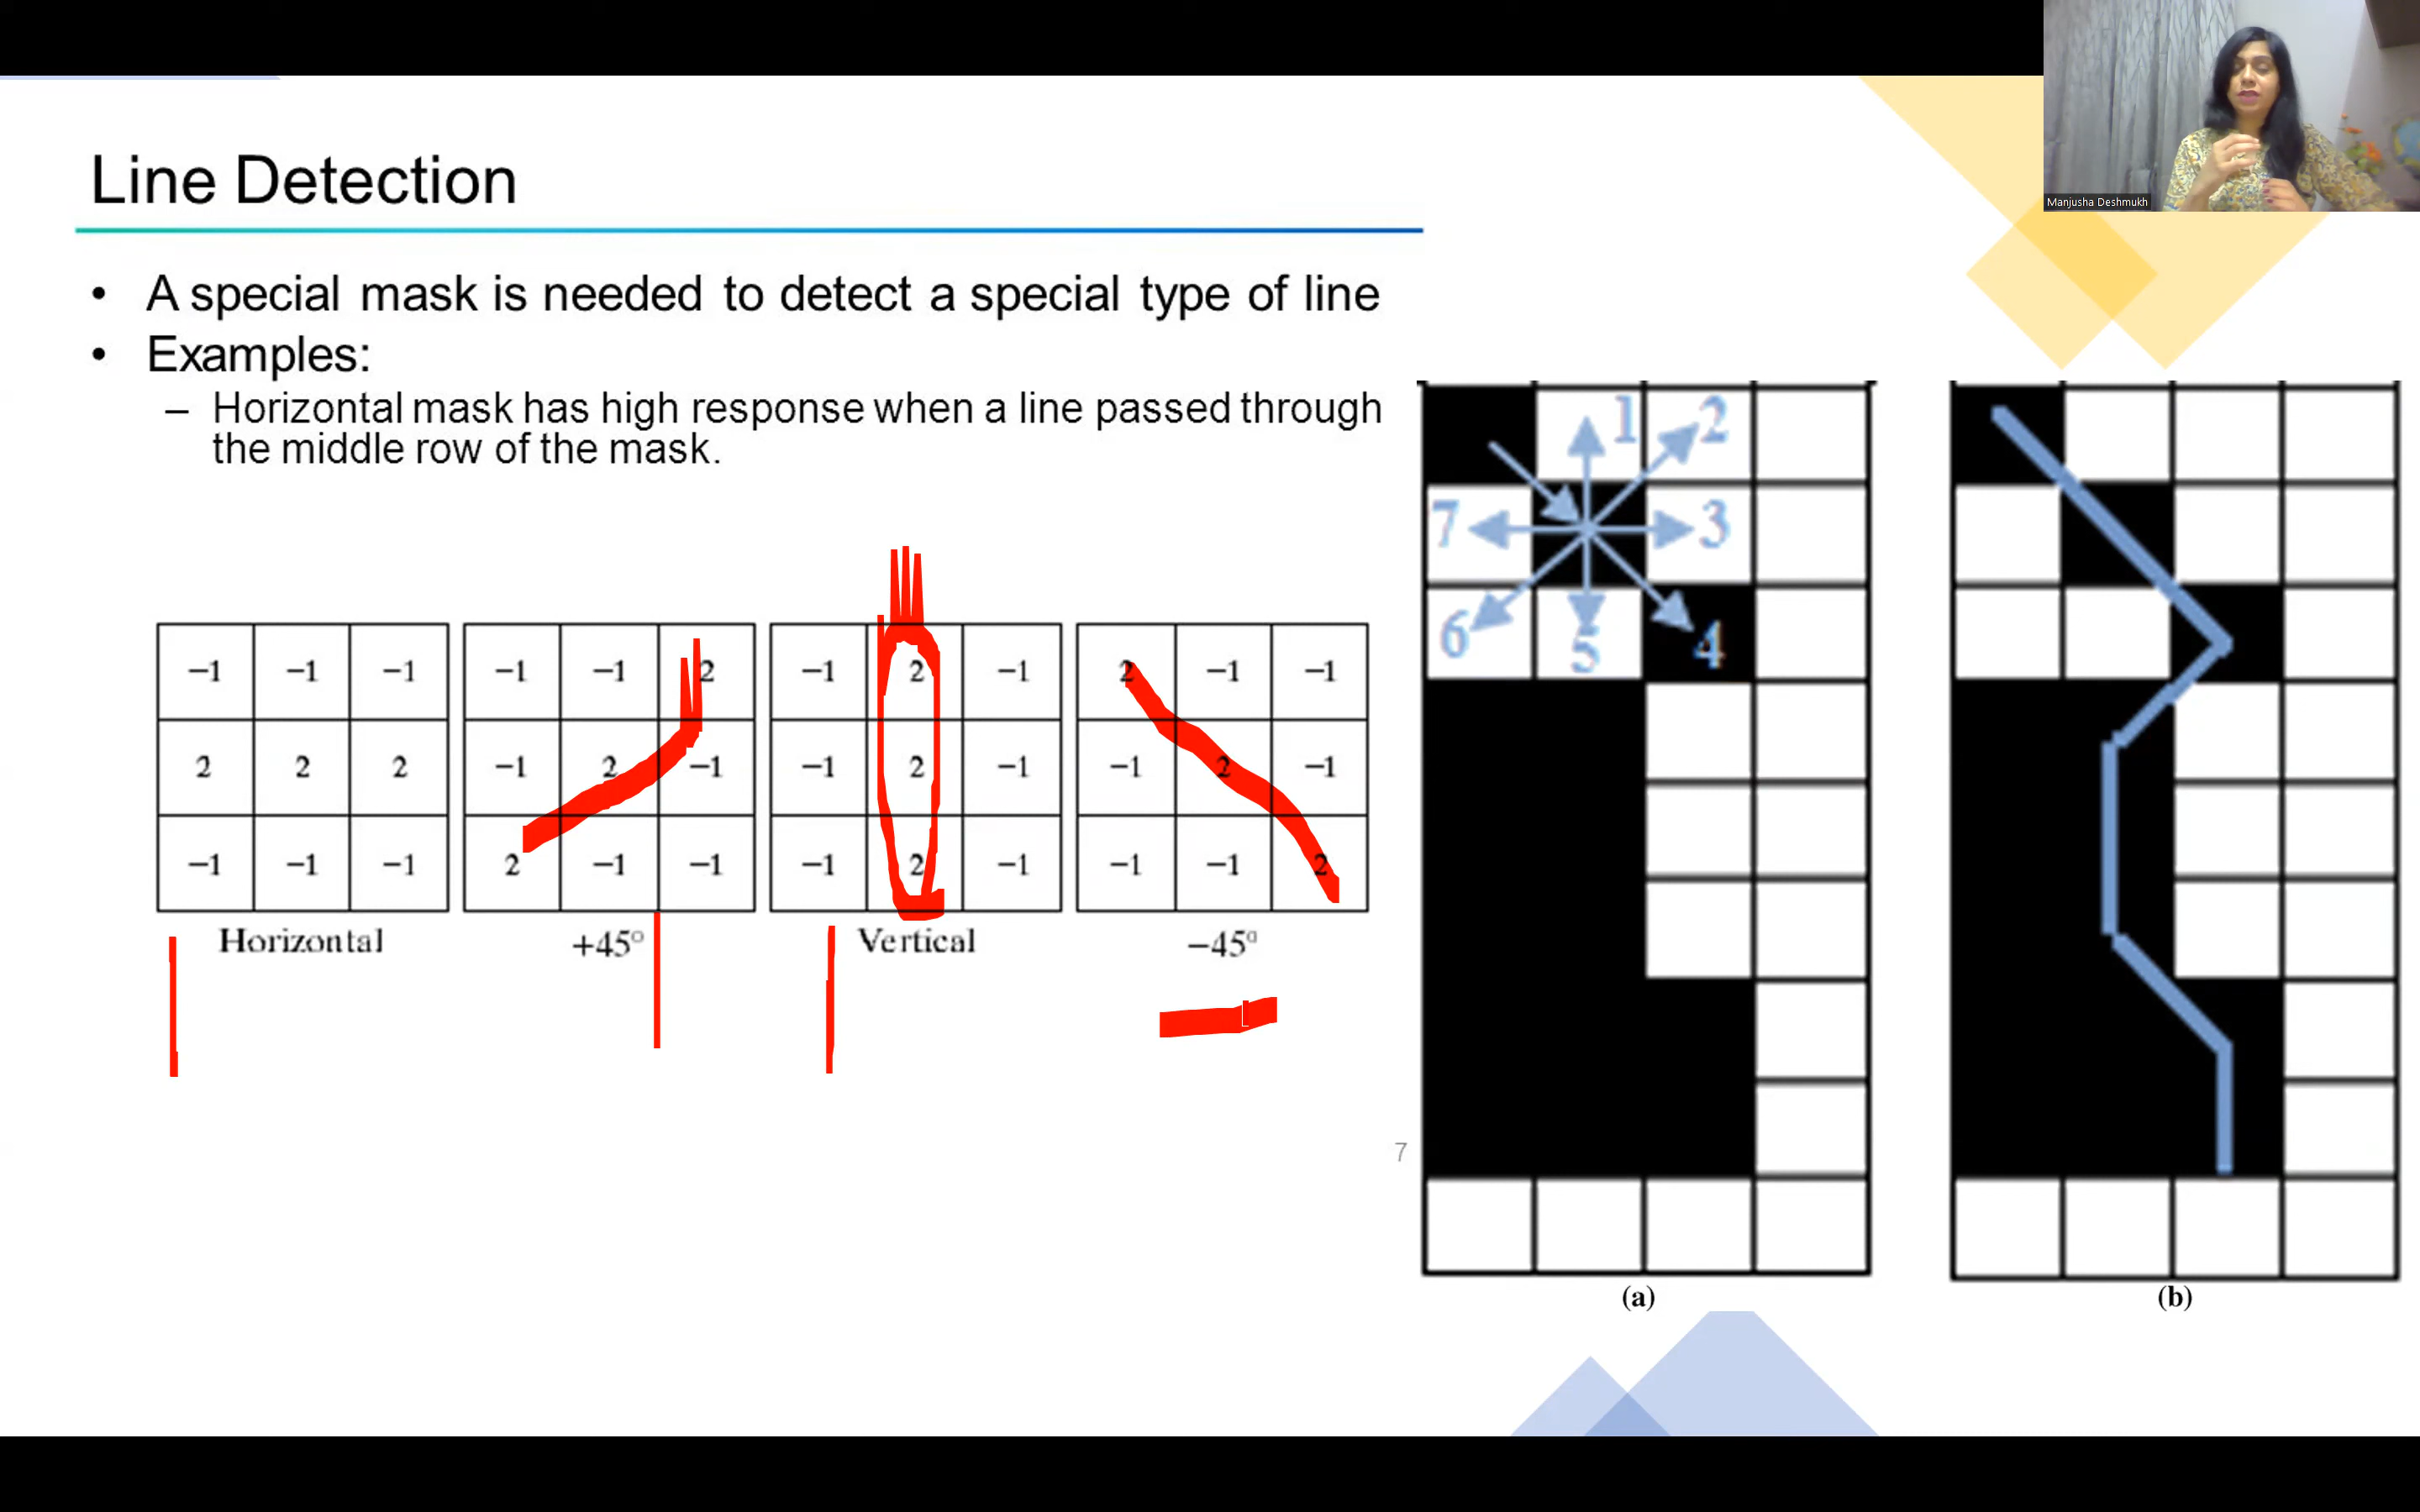 Manjusha Deshmukh
Line Detection
• A special mask is needed to detect a special type of line
• Examples:
– Horizontal mask has high response when a line passed through
the middle row of the mask.
−1 −1 −1
2 2 2
−1 −1 −1
Horizontal
−1 −1 2
−1 2 −1
2 −1 −1
+45°
−1 2 −1
−1 2 −1
−1 2 −1
Vertical
2 −1 −1
−1 2 −1
−1 −1 2
−45°
7
1 2
7 3
6 5 4
(a)
(b)